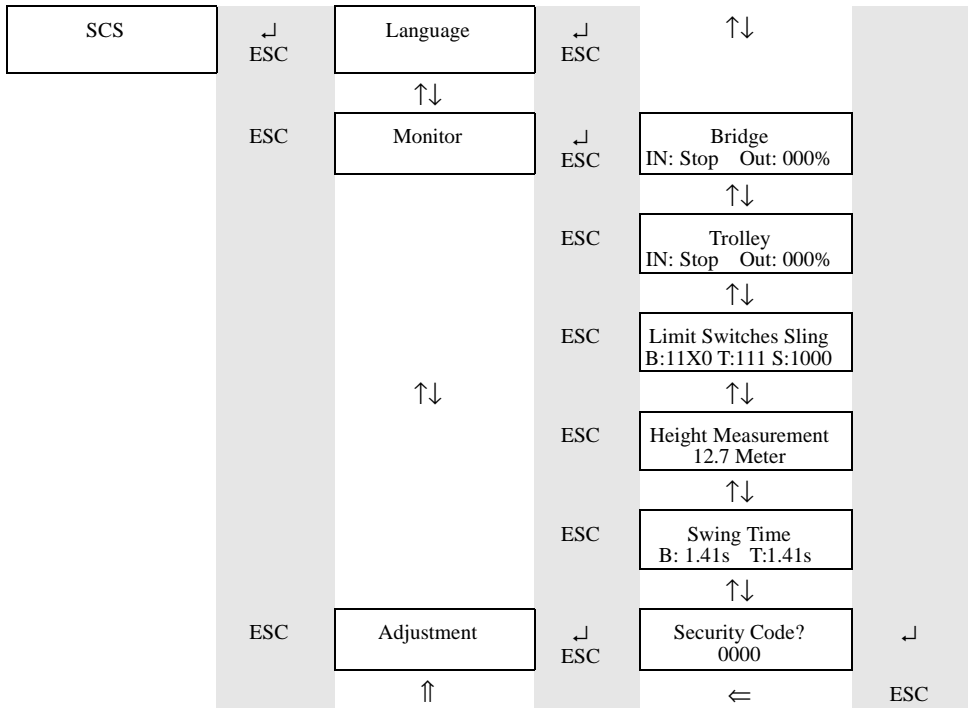 SCS ↵ Language ↵ ↑↓
ESC ESC
↑↓
ESC Monitor ↵ Bridge
ESC IN: Stop Out: 000%
↑↓
ESC Trolley
IN: Stop Out: 000%
↑↓
ESC Limit Switches Sling
B:11X0 T:111 S:1000
↑↓ ↑↓
ESC Height Measurement
12.7 Meter
↑↓
ESC Swing Time
B: 1.41s T:1.41s
↑↓
ESC Adjustment ↵ Security Code? ↵
ESC 0000
⇑ ⇐ ESC